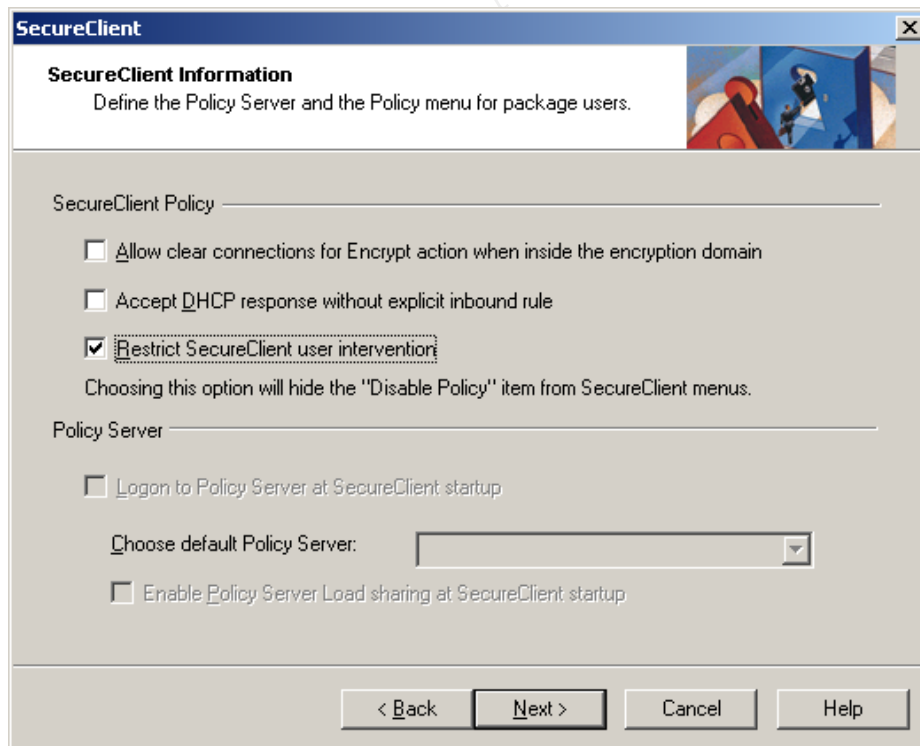 SecureClient
SecureClient Information
Define the Policy Server and the Policy menu for package users.
SecureClient Policy
Allow clear connections for Encrypt action when inside the encryption domain
Accept DHCP response without explicit inbound rule
Restrict SecureClient user intervention
Choosing this option will hide the "Disable Policy" item from SecureClient menus.
Policy Server
Logon to Policy Server at SecureClient startup
Choose default Policy Server:
Enable Policy Server Load sharing at SecureClient startup
< Back Next > Cancel Help